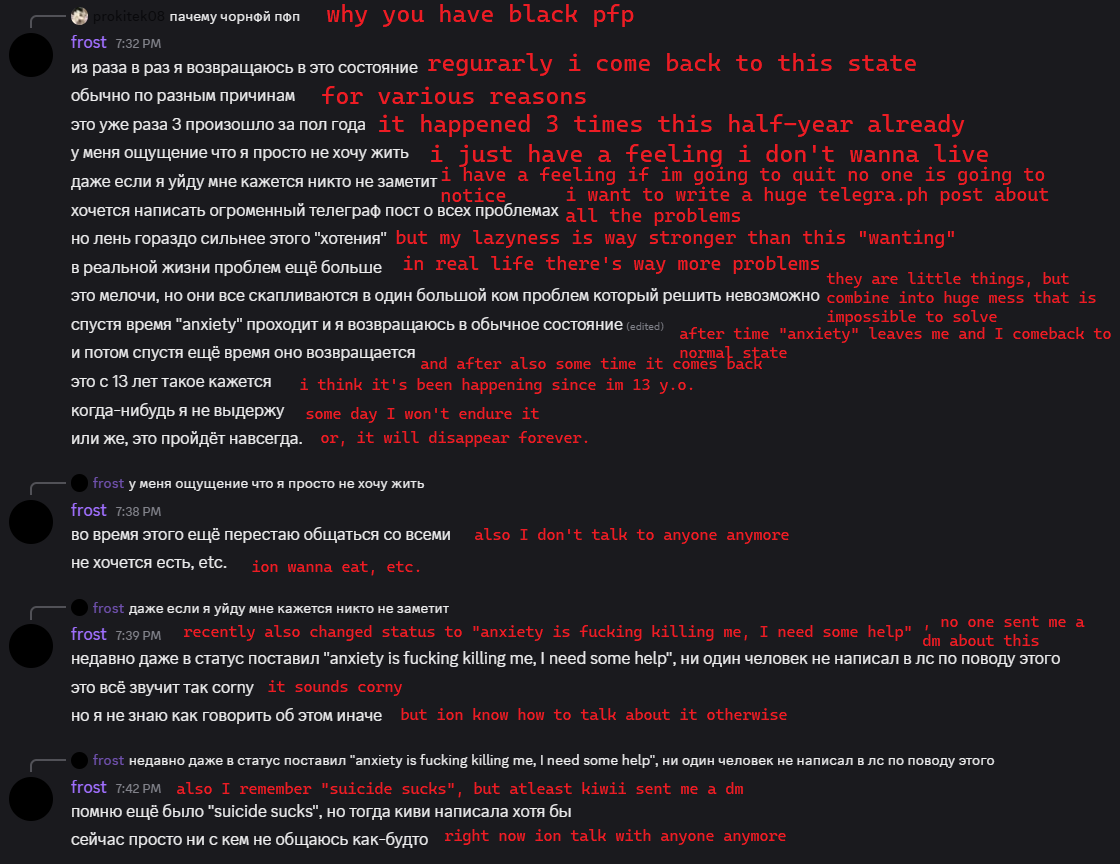 prokitek08 пачему чорнфй пфп why you have black pfp
frost 7:32 PM
из раза в раз я возвращаюсь в это состояние regurarly i come back to this state
обычно по разным причинам for various reasons
это уже раза 3 произошло за пол года it happened 3 times this half-year already
у меня ощущение что я просто не хочу жить i just have a feeling i don't wanna live
даже если я уйду мне кажется никто не заметит i have a feeling if im going to quit no one is going to
notice
хочется написать огроменный телеграф пост о всех проблемах i want to write a huge telegra.ph post about
all the problems
но лень гораздо сильнее этого "хотения" but my lazyness is way stronger than this "wanting"
в реальной жизни проблем ещё больше in real life there's way more problems
это мелочи, но они все скапливаются в один большой ком проблем который решить невозможно they are little things, but
combine into huge mess that is
impossible to solve
спустя время "anxiety" проходит и я возвращаюсь в обычное состояние (edited) after time "anxiety" leaves me and I comeback to
normal state
и потом спустя ещё время оно возвращается and after also some time it comes back
это с 13 лет такое кажется i think it's been happening since im 13 y.o.
когда-нибудь я не выдержу some day I won't endure it
или же, это пройдёт навсегда. or, it will disappear forever.
frost у меня ощущение что я просто не хочу жить
frost 7:38 PM
во время этого ещё перестаю общаться со всеми also I don't talk to anyone anymore
не хочется есть, etc. ion wanna eat, etc.
frost даже если я уйду мне кажется никто не заметит
frost 7:39 PM recently also changed status to "anxiety is fucking killing me, I need some help" , no one sent me a
dm about this
недавно даже в статус поставил "anxiety is fucking killing me, I need some help", ни один человек не написал в лс по поводу этого
это всё звучит так corny it sounds corny
но я не знаю как говорить об этом иначе but ion know how to talk about it otherwise
frost недавно даже в статус поставил "anxiety is fucking killing me, I need some help", ни один человек не написал в лс по поводу этого
frost 7:42 PM also I remember "suicide sucks", but atleast kiwii sent me a dm
помню ещё было "suicide sucks", но тогда киви написала хотя бы
сейчас просто ни с кем не общаюсь как-будто right now ion talk with anyone anymore